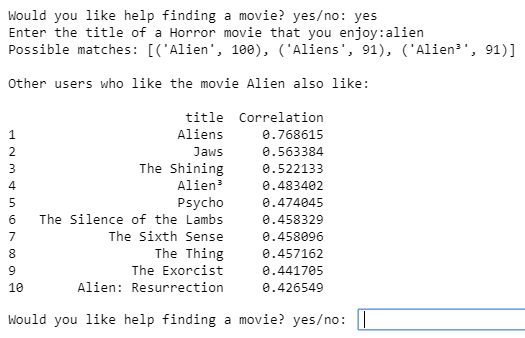 Would you like help finding a movie? yes/no: yes
Enter the title of a Horror movie that you enjoy:alien
Possible matches: [('Alien', 100), ('Aliens', 91), ('Alien³', 91)]
Other users who like the movie Alien also like:
title Correlation
1 Aliens 0.768615
2 Jaws 0.563384
3 The Shining 0.522133
4 Alien³ 0.483402
5 Psycho 0.474045
6 The Silence of the Lambs 0.458329
7 The Sixth Sense 0.458096
8 The Thing 0.457162
9 The Exorcist 0.441705
10 Alien: Resurrection 0.426549
Would you like help finding a movie? yes/no: